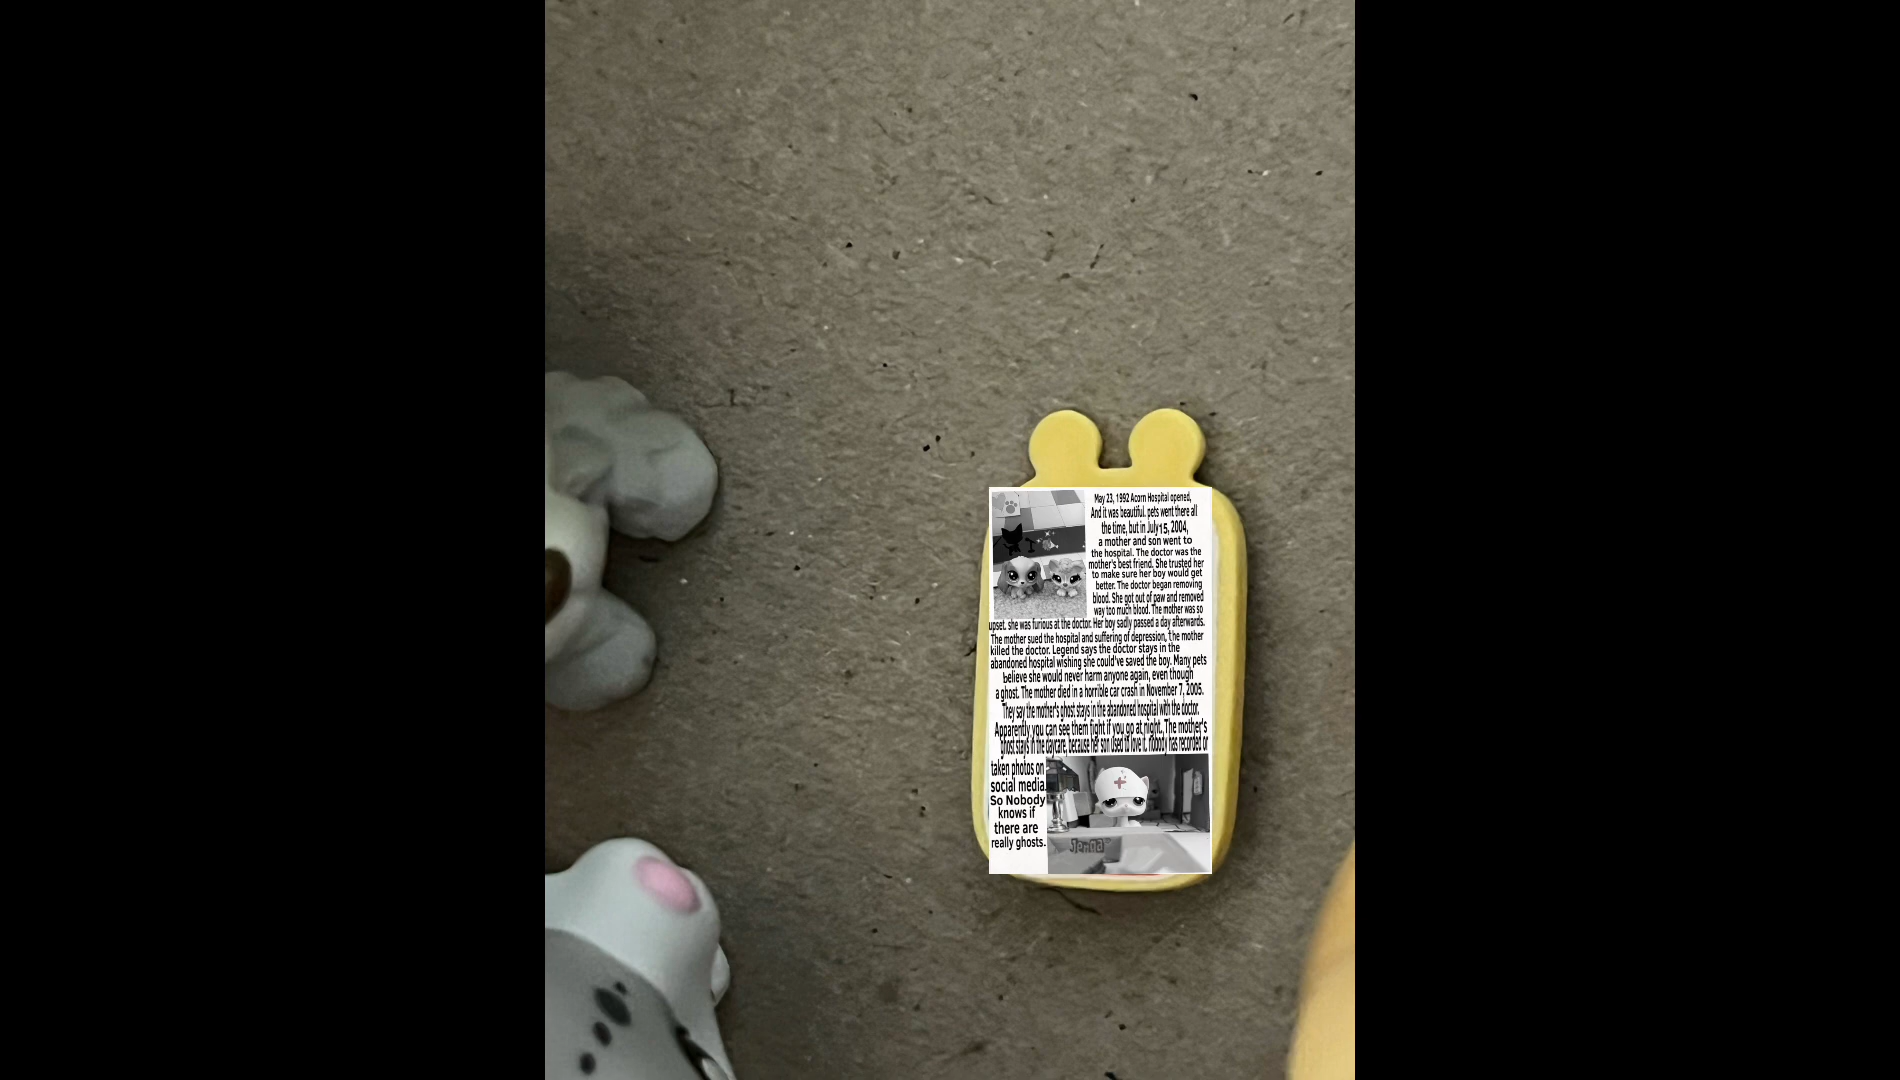 May 23, 1992 Acorn Hospital opened,
And it was beautiful. pets went there all
the time, but in July15, 2004,
a mother and son went to
the hospital. The doctor was the
mother's best friend. She trusted her
to make sure her boy would get
better. The doctor began removing
blood. She got out of paw and removed
way too much blood. The mother was so
upset. she was furious at the doctor. Her boy sadly passed a day afterwards.
The mother sued the hospital and suffering of depression, the mother
killed the doctor. Legend says the doctor stays in the
abandoned hospital wishing she could've saved the boy. Many pets
believe she would never harm anyone again, even though
a ghost. The mother died in a horrible car crash in November 7, 2005.
They say the mother's ghost stays in the abandoned hospital with the doctor.
Apparently you can see them fight if you go at night. The mother's
ghost stays in the daycare, because her son used to love it. nobody has recorded or
taken photos on
social media.
So Nobody
knows if
there are
really ghosts.
Jenna